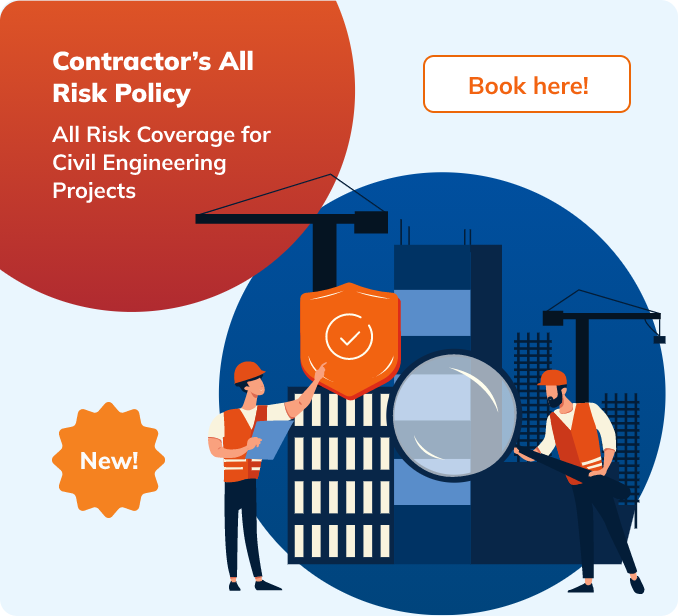 Contractor’s All
Risk Policy
All Risk Coverage for
Civil Engineering
Projects
Book here!
New!